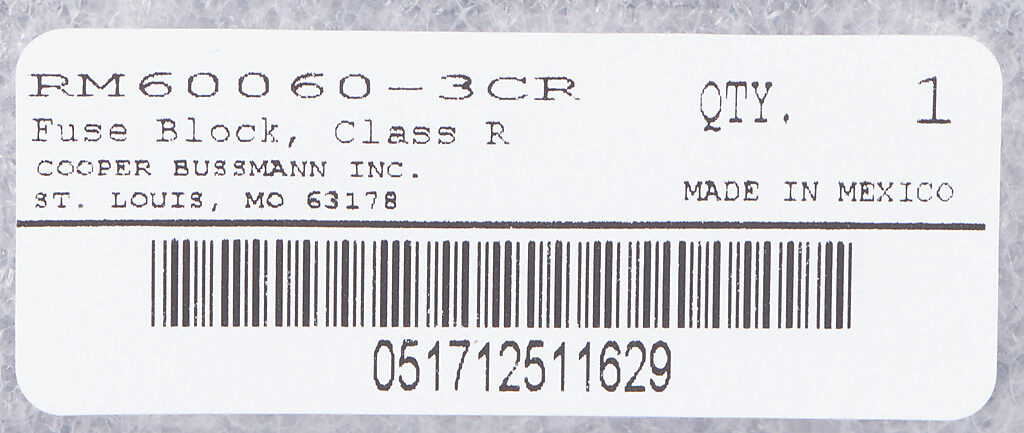 RM60060-3CR
Fuse Block, Class R
COOPER BUSSMANN INC.
ST. LOUIS, MO 63178
QTY. 1
MADE IN MEXICO
051712511629